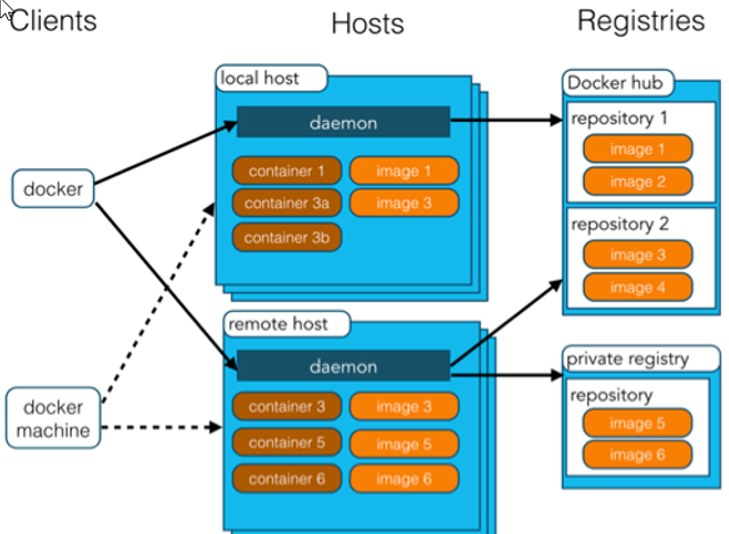 Clients
Hosts
Registries
docker
docker
machine
local host
daemon
container 1
image 1
container 3a
image 3
container 3b
remote host
daemon
container 3
image 3
container 5
image 5
container 6
image 6
Docker hub
repository 1
image 1
image 2
repository 2
image 3
image 4
private registry
repository
image 5
image 6